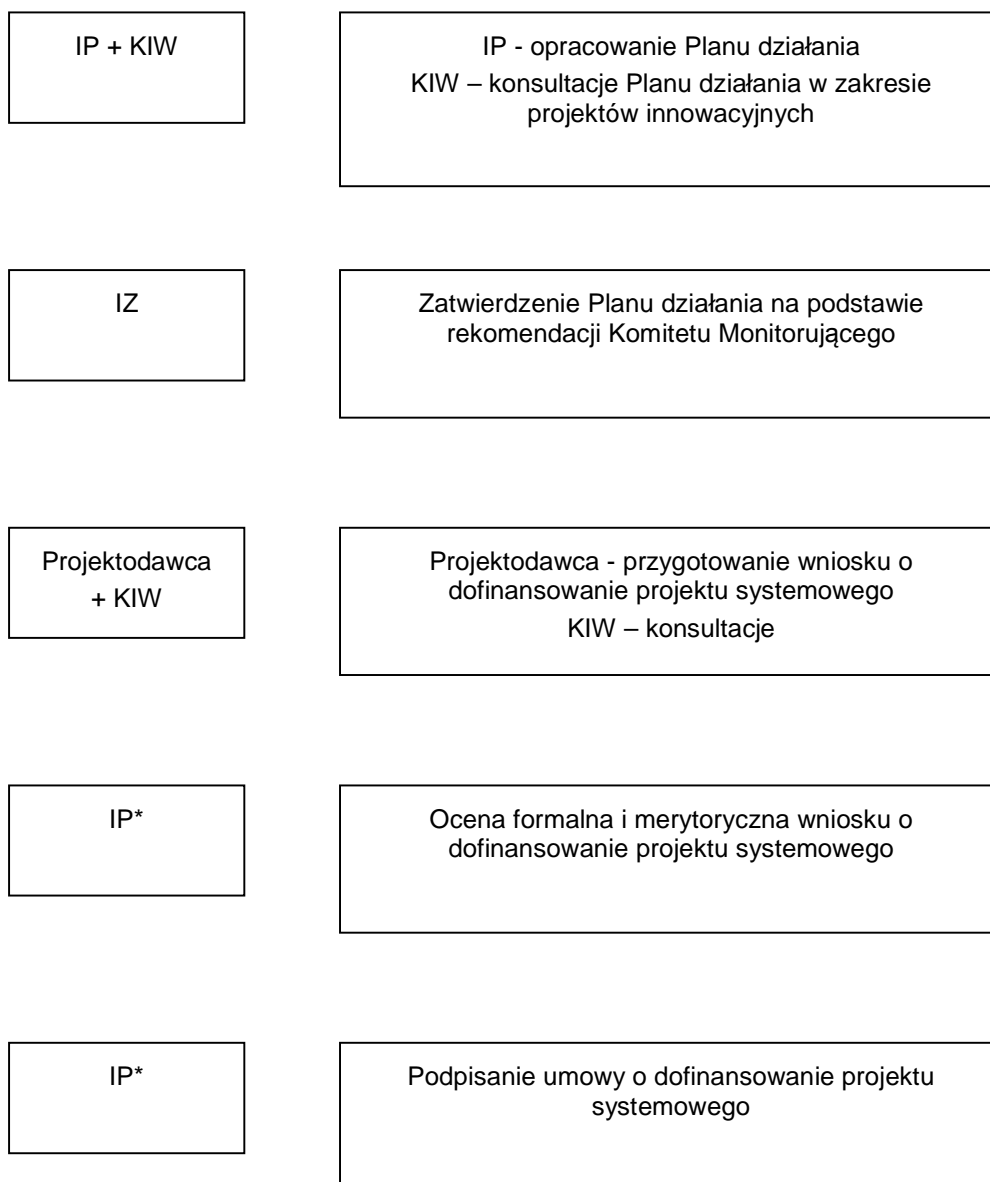 IP + KIW
IP - opracowanie Planu działania
KIW – konsultacje Planu działania w zakresie
projektów innowacyjnych
IZ
Zatwierdzenie Planu działania na podstawie
rekomendacji Komitetu Monitorującego
Projektodawca
+ KIW
Projektodawca - przygotowanie wniosku o
dofinansowanie projektu systemowego
KIW – konsultacje
IP*
Ocena formalna i merytoryczna wniosku o
dofinansowanie projektu systemowego
IP*
Podpisanie umowy o dofinansowanie projektu
systemowego